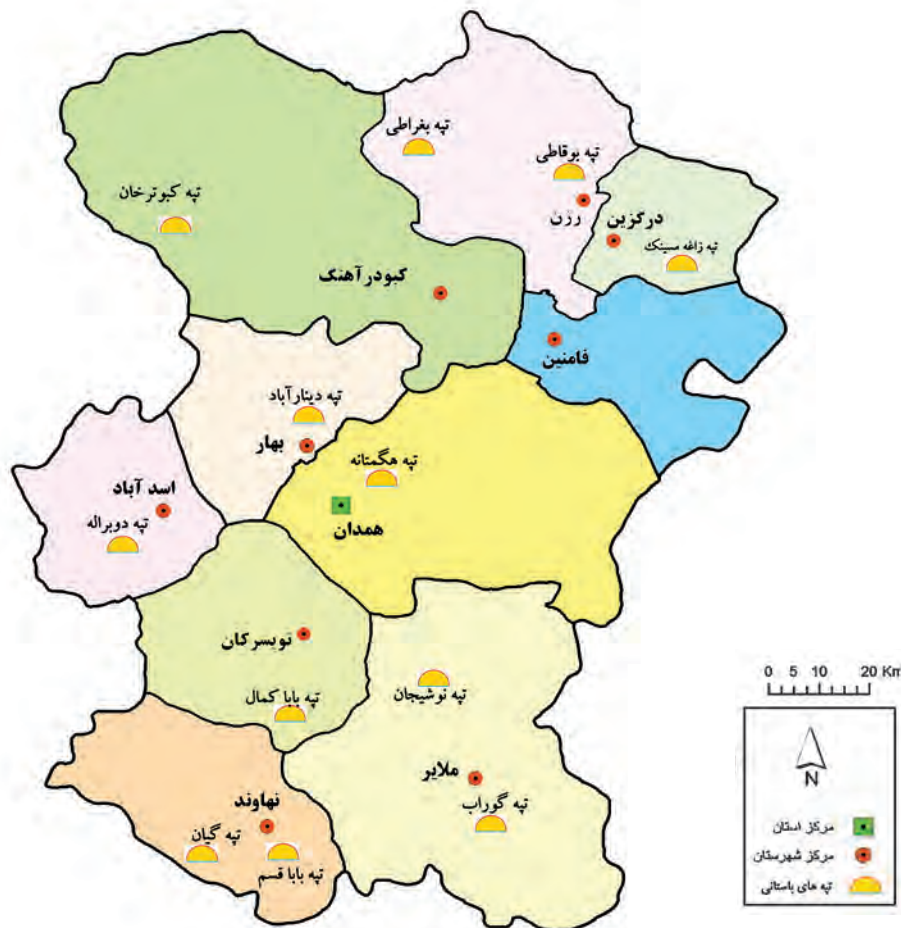 تپه بغراطی
تپه بوقاطی
رزن
درگزین
تپه زاغه سینک
تپه کبوترخان
کبودرآهنگ
فامنین
تپه دینارآباد
بهار
تپه هگمتانه
همدان
اسد آباد
تپه دوبراله
تویسرکان
تپه بابا کمال
تپه نوشیجان
ملایر
تپه گوراب
نهاوند
تپه گیان
تپه بابا قسم
0 5 10 20 Km
N
مرکز استان
مرکز شهرستان
تپه های باستانی